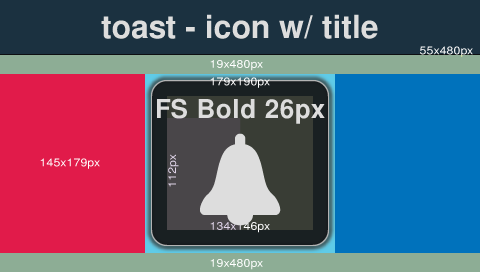 toast - icon w/ title
55x480px
19x480px
179x190px
FS Bold 26px
145x179px
112px
134x146px
19x480px